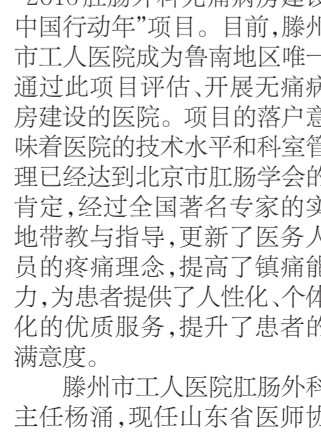 2016肛肠外科无痛病房建设
中国行动年”项目。目前,滕州
市工人医院成为鲁南地区唯一
通过此项目评估、开展无痛病
房建设的医院。项目的落户意
味着医院的技术水平和科室管
理已经达到北京市肛肠学会的
肯定,经过全国著名专家的实
地带教与指导,更新了医务人
员的疼痛理念,提高了镇痛能
力,为患者提供了人性化、个体
化的优质服务,提升了患者的
满意度。
滕州市工人医院肛肠外科
主任杨涌,现任山东省医师协